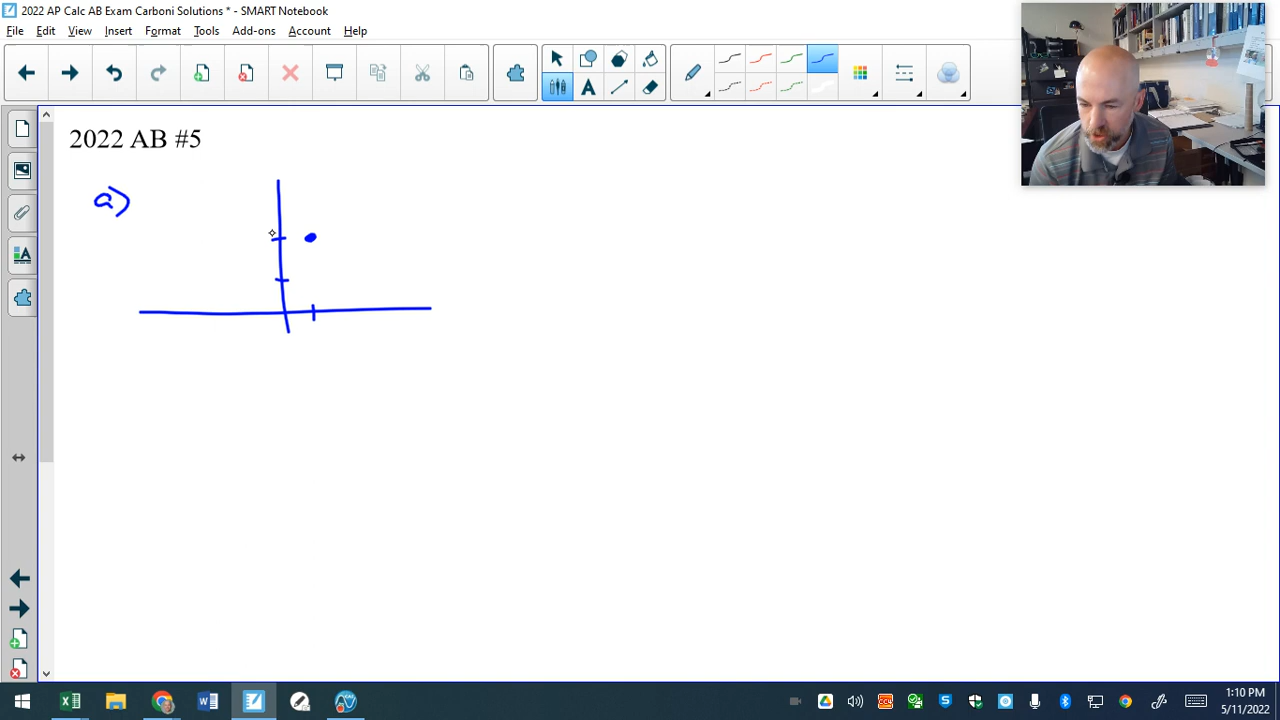 2022 AP Calc AB Exam Carboni Solutions * - SMART Notebook
File Edit View Insert Format Tools Add-ons Account Help
2022 AB #5
a)
1:10 PM
5/11/2022